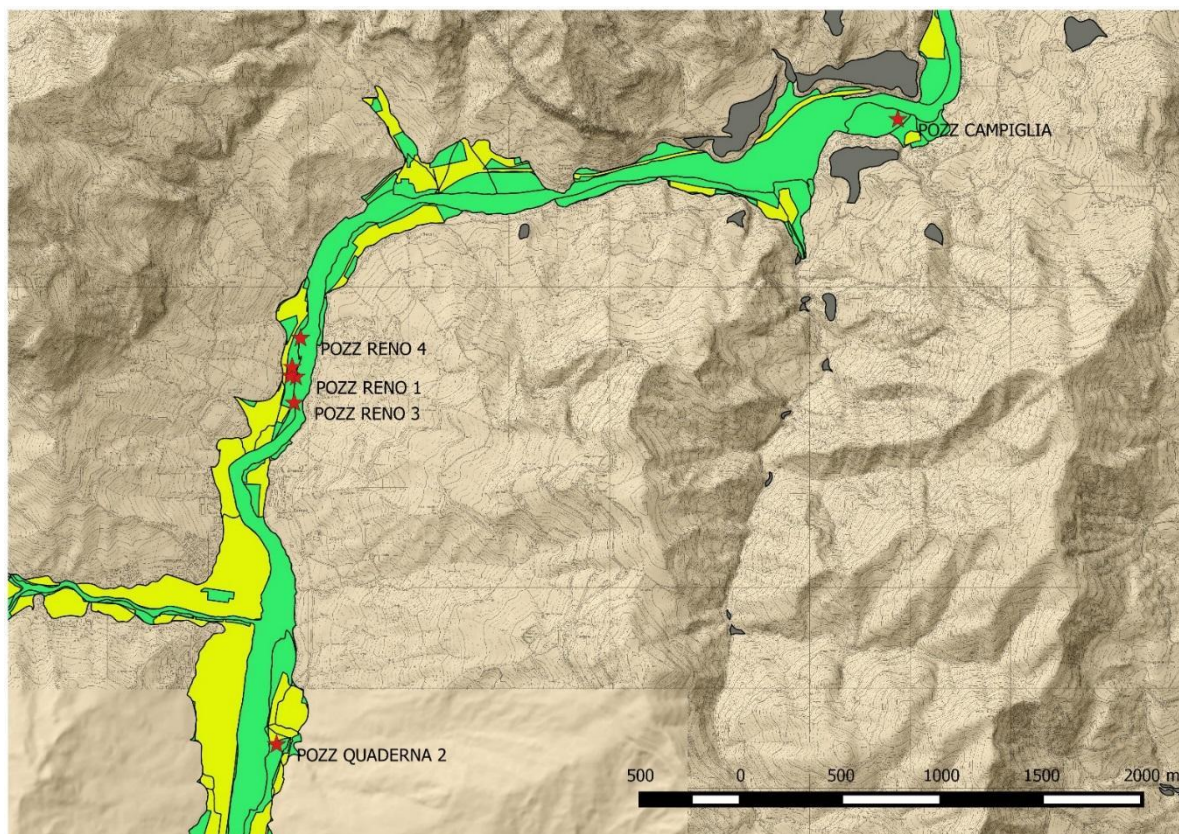 POZZ CAMPIGLIA
POZZ RENO 4
POZZ RENO 1
POZZ RENO 3
POZZ QUADERNA 2
500 0 500 1000 1500 2000 m